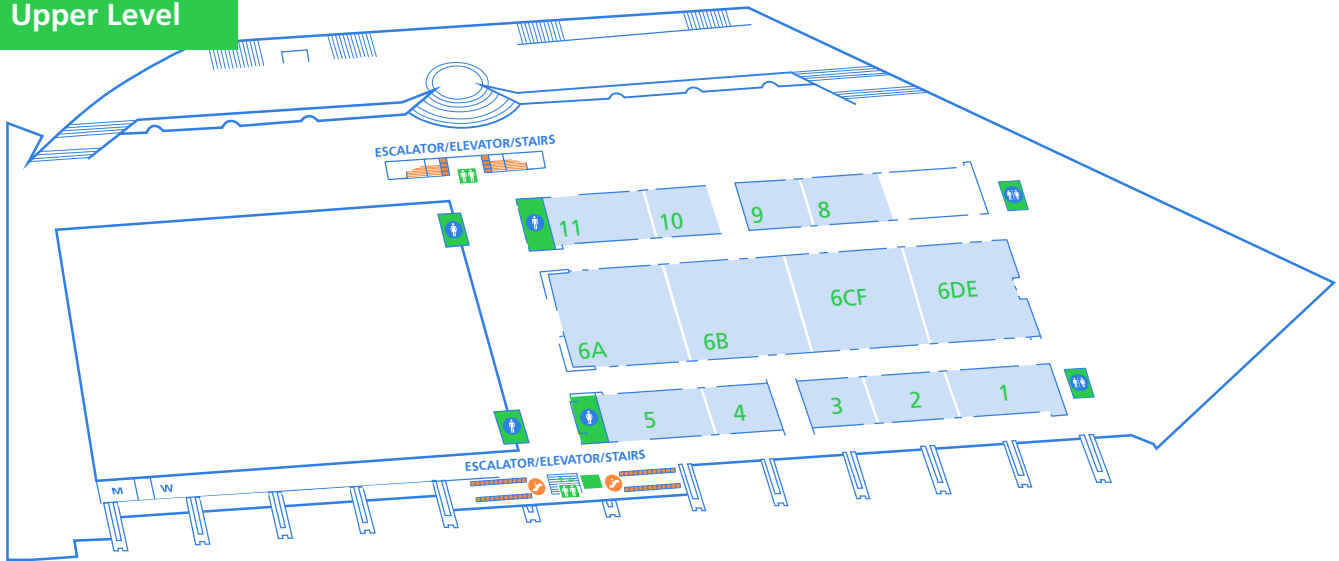 Upper Level
ESCALATOR/ELEVATOR/STAIRS
11
10
9
8
6A
6B
6CF
6DE
5
4
3
2
1
ESCALATOR/ELEVATOR/STAIRS
M
W